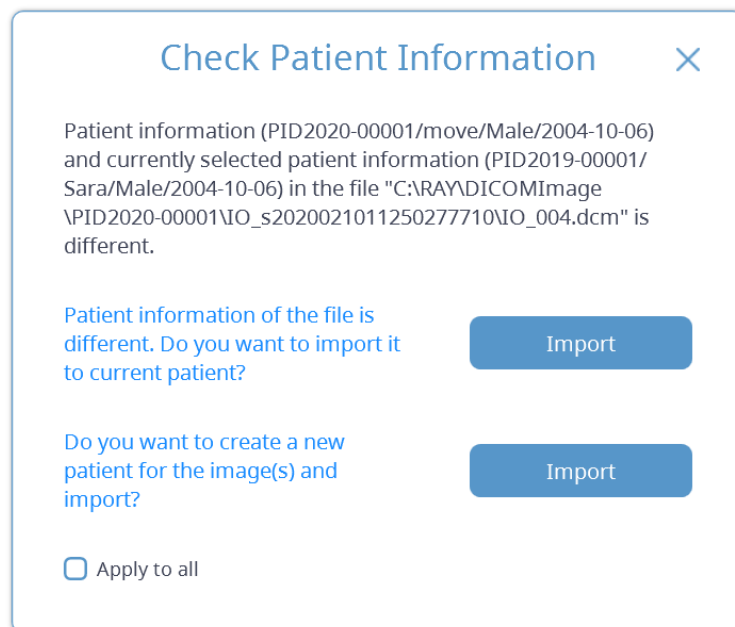 Check Patient Information
Patient information (PID2020-00001/move/Male/2004-10-06)
and currently selected patient information (PID2019-00001/
Sara/Male/2004-10-06) in the file "C:\RAY\DICOMImage
\PID2020-00001\IO_s2020021011250277710\IO_004.dcm" is
different.
Patient information of the file is
different. Do you want to import it
to current patient?
Import
Do you want to create a new
patient for the image(s) and
import?
Import
Apply to all